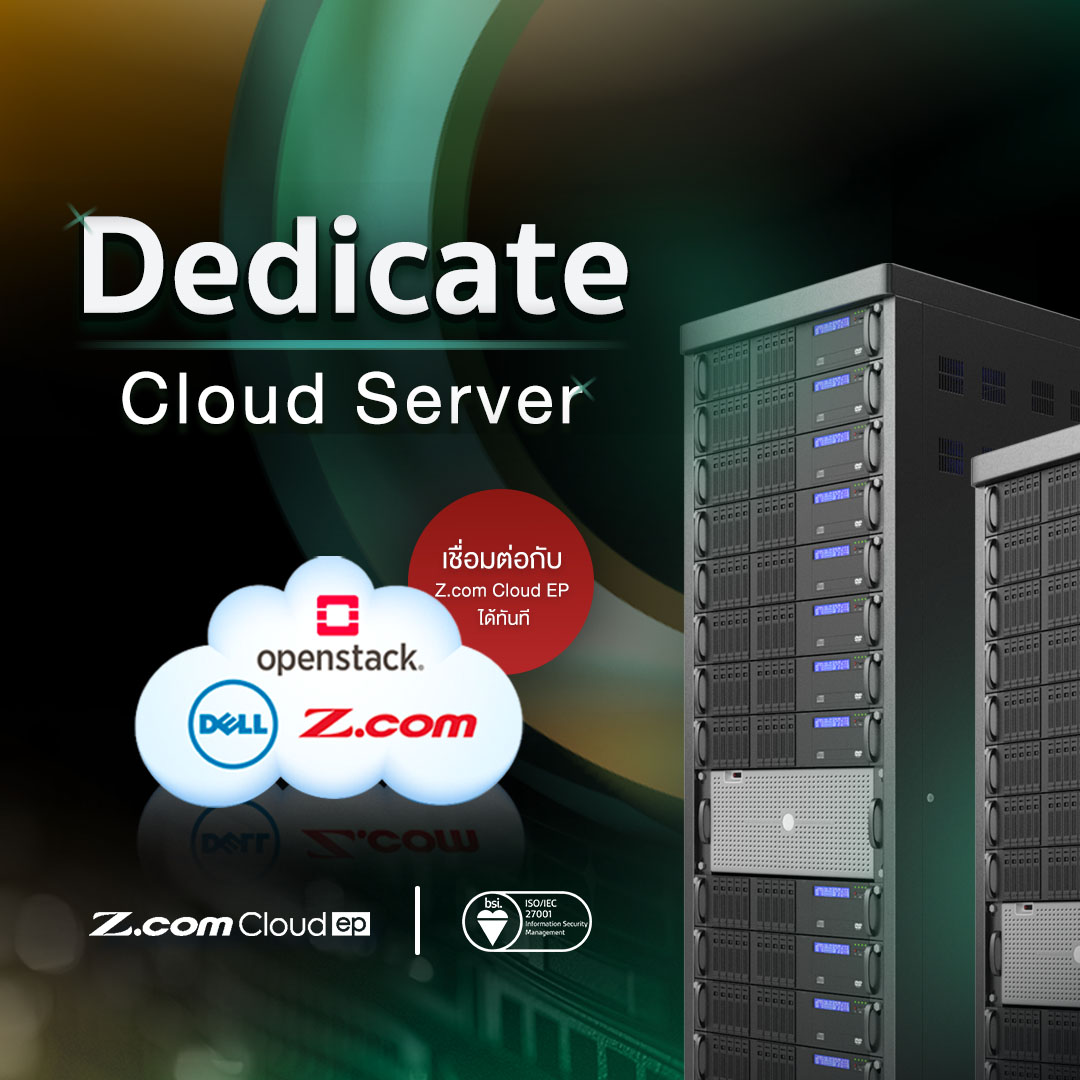 Dedicate
Cloud Server
เชื่อมต่อกับ
Z.com Cloud EP
ได้ทันที
openstack.
DELL
Z.com
Z.com Cloud ep
bsi.
ISO/IEC
27001
Information Security
Management